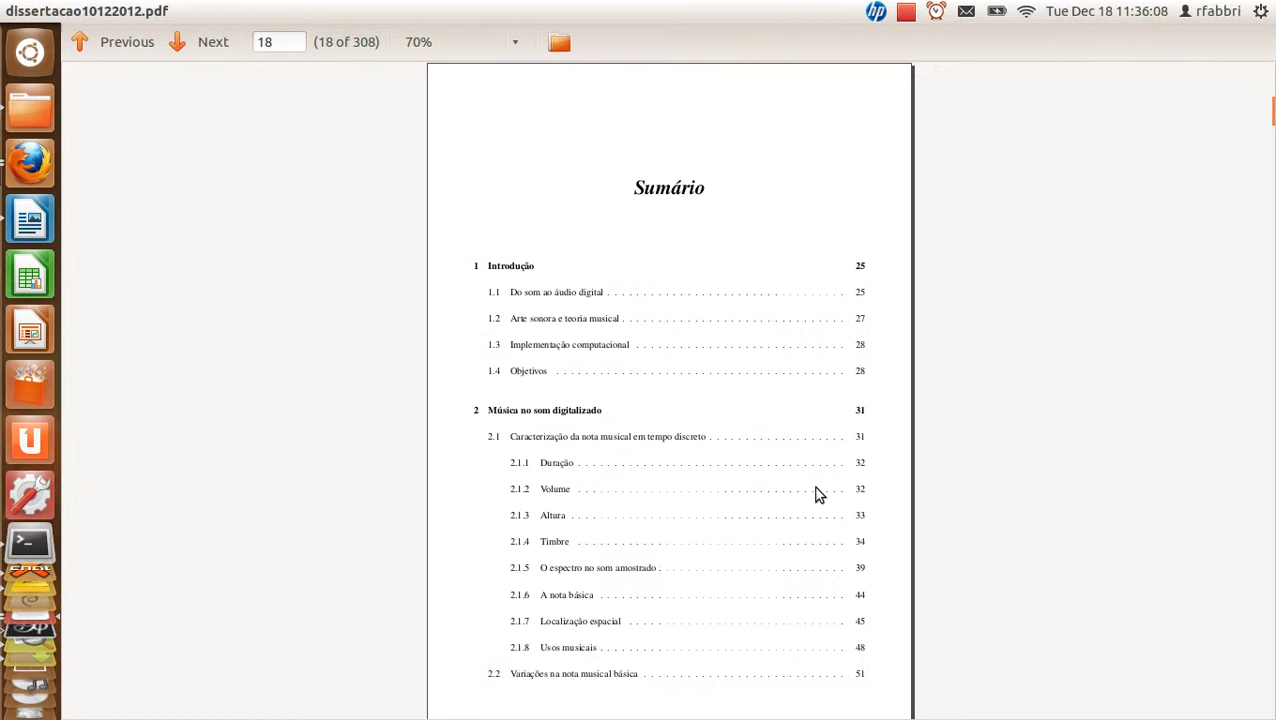 dissertacao10122012.pdf
Tue Dec 18 11:36:08
rfabbri
Previous
Next
18
(18 of 308)
70%
Sumário
1 Introdução 25
1.1 Do som ao áudio digital 25
1.2 Arte sonora e teoria musical 27
1.3 Implementação computacional 28
1.4 Objetivos 28
2 Música no som digitalizado 31
2.1 Caracterização da nota musical em tempo discreto 31
2.1.1 Duração 32
2.1.2 Volume 32
2.1.3 Altura 33
2.1.4 Timbre 34
2.1.5 O espectro no som amostrado 39
2.1.6 A nota básica 44
2.1.7 Localização espacial 45
2.1.8 Usos musicais 48
2.2 Variações na nota musical básica 51